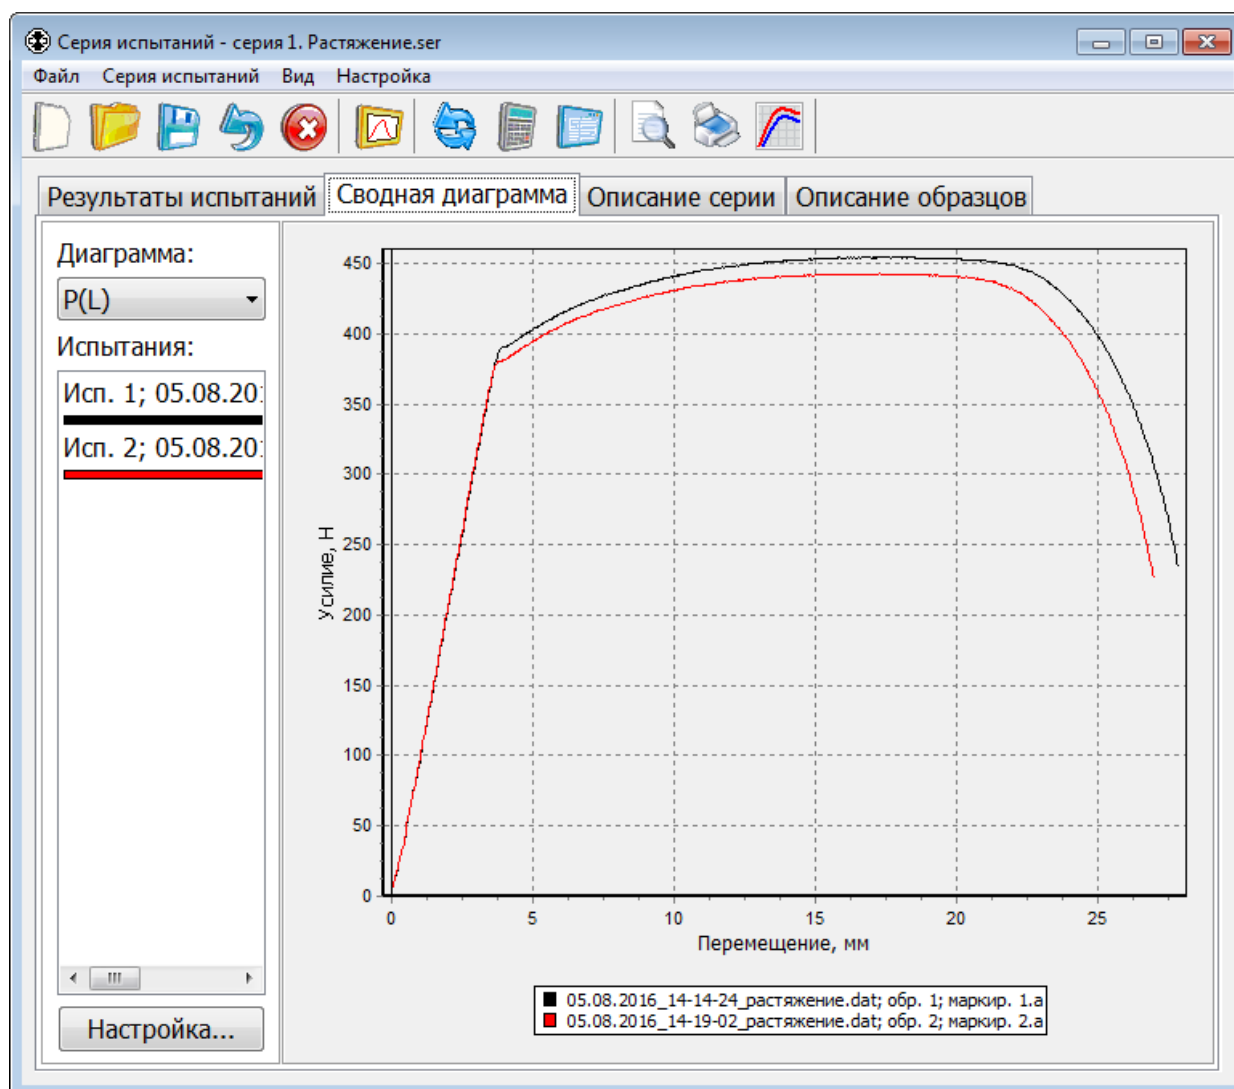 Серия испытаний - серия 1. Растяжение.ser
Файл Серия испытаний Вид Настройка
Результаты испытаний Сводная диаграмма Описание серии Описание образцов
Диаграмма:
P(L)
Испытания:
Исп. 1; 05.08.20
Исп. 2; 05.08.20
Настройка...
450
400
350
300
250
200
150
100
50
0
Усилие, Н
0 5 10 15 20 25
Перемещение, мм
05.08.2016_14-14-24_растяжение.dat; обр. 1; маркир. 1.a
05.08.2016_14-19-02_растяжение.dat; обр. 2; маркир. 2.a